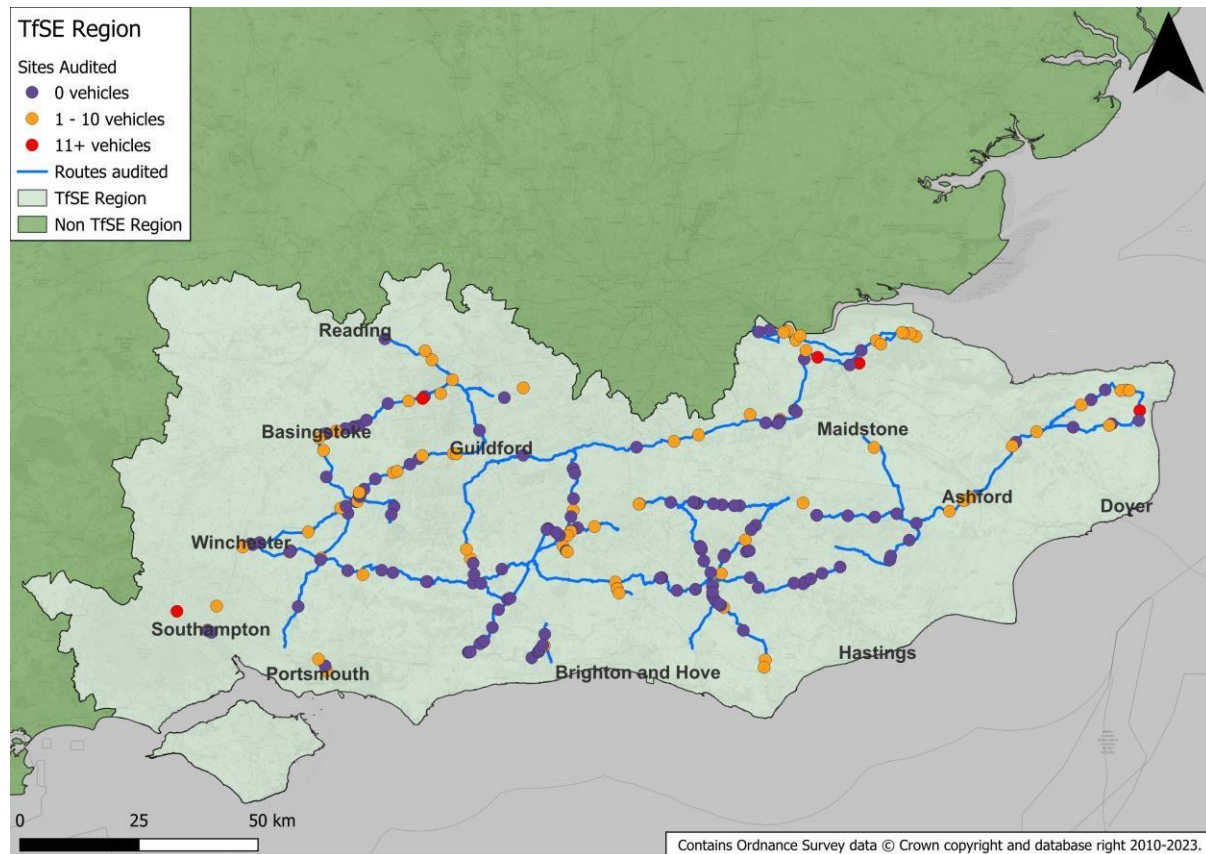 TfSE Region
Sites Audited
0 vehicles
1 - 10 vehicles
11+ vehicles
Routes audited
TfSE Region
Non TfSE Region
Reading
Basingstoke
Guildford
Maidstone
Ashford
Dover
Winchester
Southampton
Portsmouth
Brighton and Hove
Hastings
0 25 50 km
Contains Ordnance Survey data © Crown copyright and database right 2010-2023.